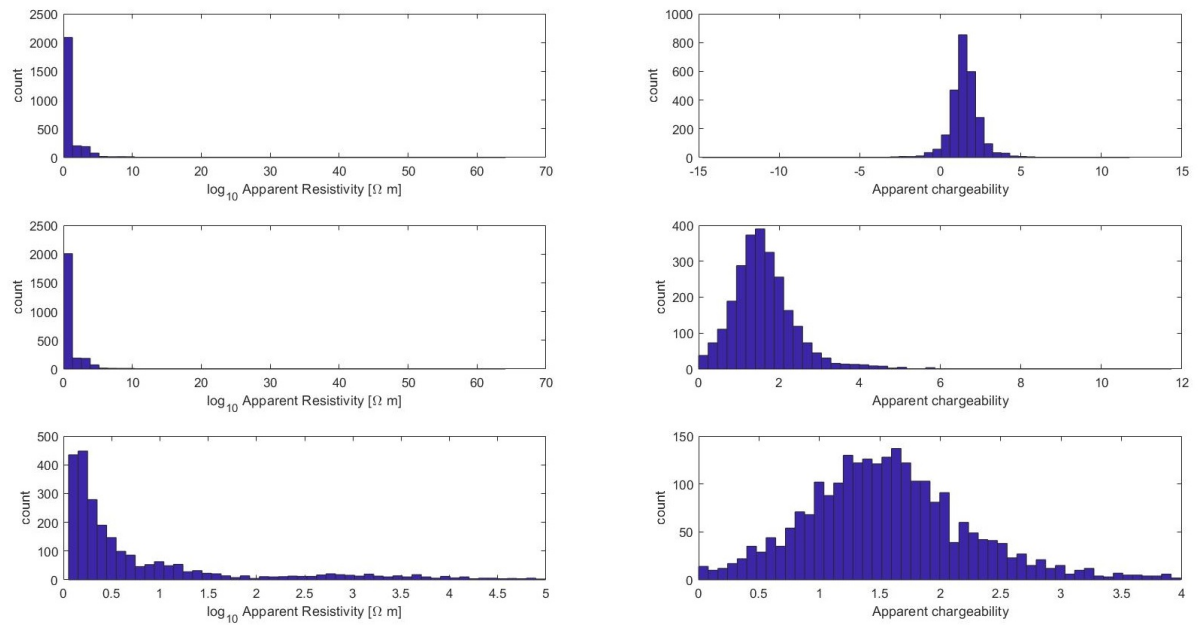 2500
2000
1500
1000
500
0
count
0 10 20 30 40 50 60 70
log10 Apparent Resistivity [Ω m]
1000
800
600
400
200
0
count
-15 -10 -5 0 5 10 15
Apparent chargeability
2500
2000
1500
1000
500
0
count
0 10 20 30 40 50 60 70
log10 Apparent Resistivity [Ω m]
400
300
200
100
0
count
0 2 4 6 8 10 12
Apparent chargeability
500
400
300
200
100
0
count
0 0.5 1 1.5 2 2.5 3 3.5 4 4.5 5
log10 Apparent Resistivity [Ω m]
150
100
50
0
count
0 0.5 1 1.5 2 2.5 3 3.5 4
Apparent chargeability